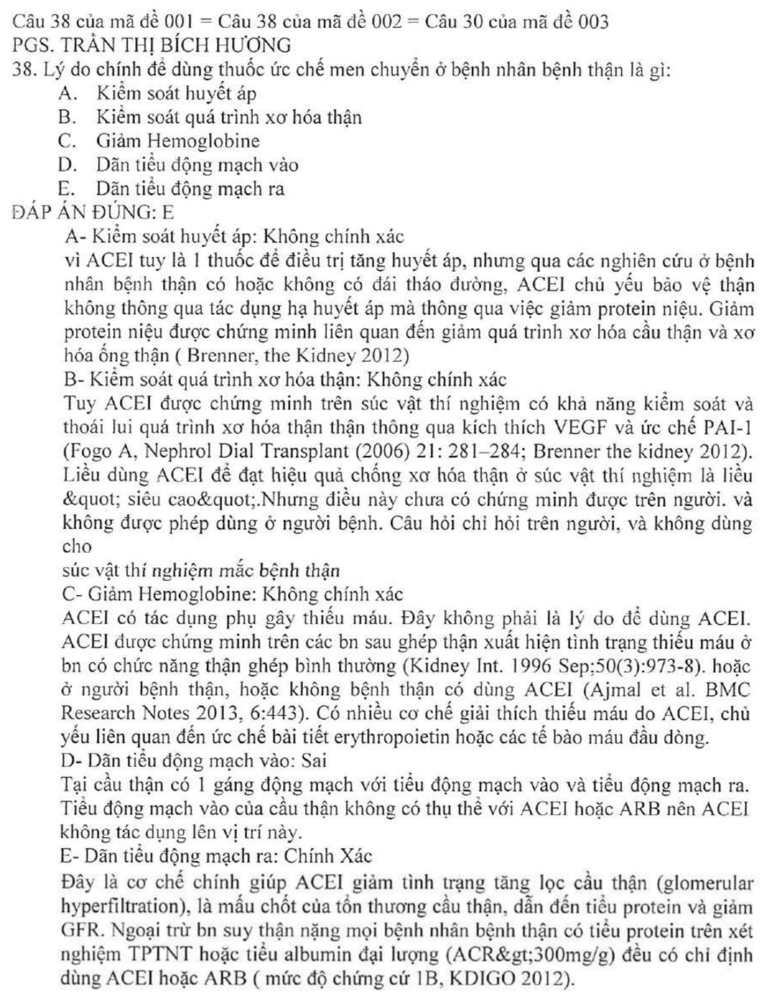 Câu 38 của mã đề 001 = Câu 38 của mã đề 002 = Câu 30 của mã đề 003
PGS. TRẦN THỊ BÍCH HƯƠNG
38. Lý do chính để dùng thuốc ức chế men chuyển ở bệnh nhân bệnh thận là gì:
A. Kiểm soát huyết áp
B. Kiểm soát quá trình xơ hóa thận
C. Giảm Hemoglobine
D. Dãn tiểu động mạch vào
E. Dãn tiểu động mạch ra
ĐÁP ÁN ĐÚNG: E
A- Kiểm soát huyết áp: Không chính xác
vì ACEI tuy là 1 thuốc để điều trị tăng huyết áp, nhưng qua các nghiên cứu ở bệnh
nhân bệnh thận có hoặc không có đái tháo đường, ACEI chủ yếu bảo vệ thận
không thông qua tác dụng hạ huyết áp mà thông qua việc giảm protein niệu. Giảm
protein niệu được chứng minh liên quan đến giảm quá trình xơ hóa cầu thận và xơ
hóa ống thận ( Brenner, the Kidney 2012)
B- Kiểm soát quá trình xơ hóa thận: Không chính xác
Tuy ACEI được chứng minh trên súc vật thí nghiệm có khả năng kiểm soát và
thoái lui quá trình xơ hóa thận thận thông qua kích thích VEGF và ức chế PAI-1
(Fogo A, Nephrol Dial Transplant (2006) 21: 281–284; Brenner the kidney 2012).
Liều dùng ACEI để đạt hiệu quả chống xơ hóa thận ở súc vật thí nghiệm là liều
&quot; siêu cao&quot;.Nhưng điều này chưa có chứng minh được trên người. và
không được phép dùng ở người bệnh. Câu hỏi chỉ hỏi trên người, và không dùng
cho
súc vật thí nghiệm mắc bệnh thận
C- Giảm Hemoglobine: Không chính xác
ACEI có tác dụng phụ gây thiếu máu. Đây không phải là lý do để dùng ACEI.
ACEI được chứng minh trên các bn sau ghép thận xuất hiện tình trạng thiếu máu ở
bn có chức năng thận ghép bình thường (Kidney Int. 1996 Sep;50(3):973-8). hoặc
ở người bệnh thận, hoặc không bệnh thận có dùng ACEI (Ajmal et al. BMC
Research Notes 2013, 6:443). Có nhiều cơ chế giải thích thiếu máu do ACEI, chủ
yếu liên quan đến ức chế bài tiết erythropoietin hoặc các tế bào máu đầu dòng.
D- Dãn tiểu động mạch vào: Sai
Tại cầu thận có 1 gáng động mạch với tiểu động mạch vào và tiểu động mạch ra.
Tiểu động mạch vào của cầu thận không có thụ thể với ACEI hoặc ARB nên ACEI
không tác dụng lên vị trí này.
E- Dãn tiểu động mạch ra: Chính Xác
Đây là cơ chế chính giúp ACEI giảm tình trạng tăng lọc cầu thận (glomerular
hyperfiltration), là mấu chốt của tổn thương cầu thận, dẫn đến tiểu protein và giảm
GFR. Ngoại trừ bn suy thận nặng mọi bệnh nhân bệnh thận có tiểu protein trên xét
nghiệm TPTNT hoặc tiểu albumin đại lượng (ACR&gt;300mg/g) đều có chỉ định
dùng ACEI hoặc ARB ( mức độ chứng cứ 1B, KDIGO 2012).